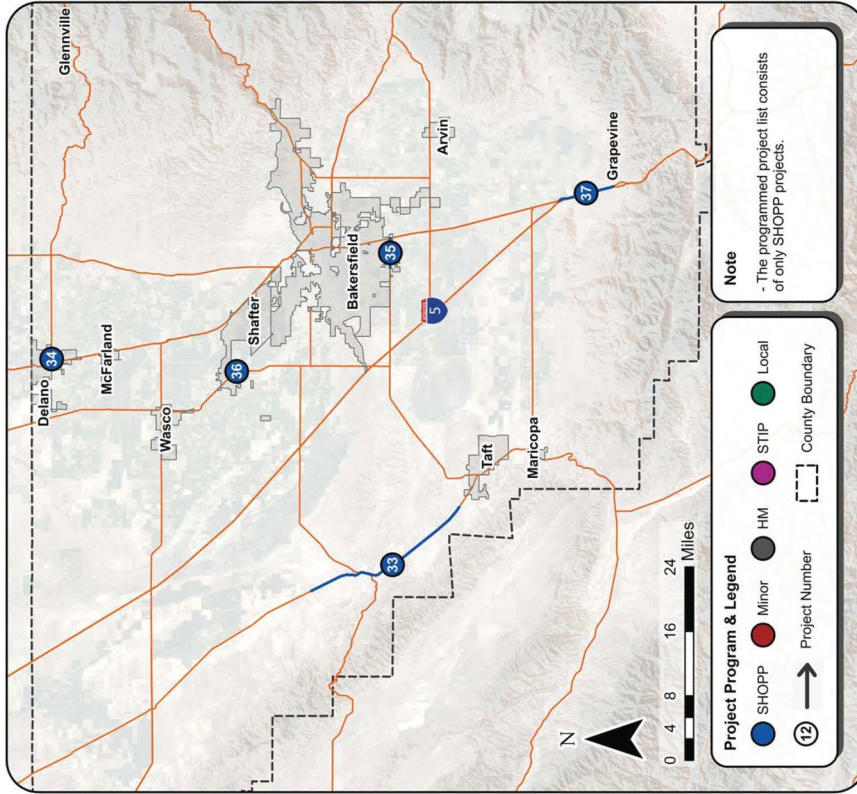 Glennville
Delano
34
McFarland
Wasco
36
Shafter
Bakersfield
35
Arvin
5
33
Taft
Maricopa
37
Grapevine
N
0 4 8 16 24
Miles
Project Program & Legend
SHOPP
Minor
HM
STIP
Local
12
Project Number
County Boundary
Note
- The programmed project list consists
of only SHOPP projects.